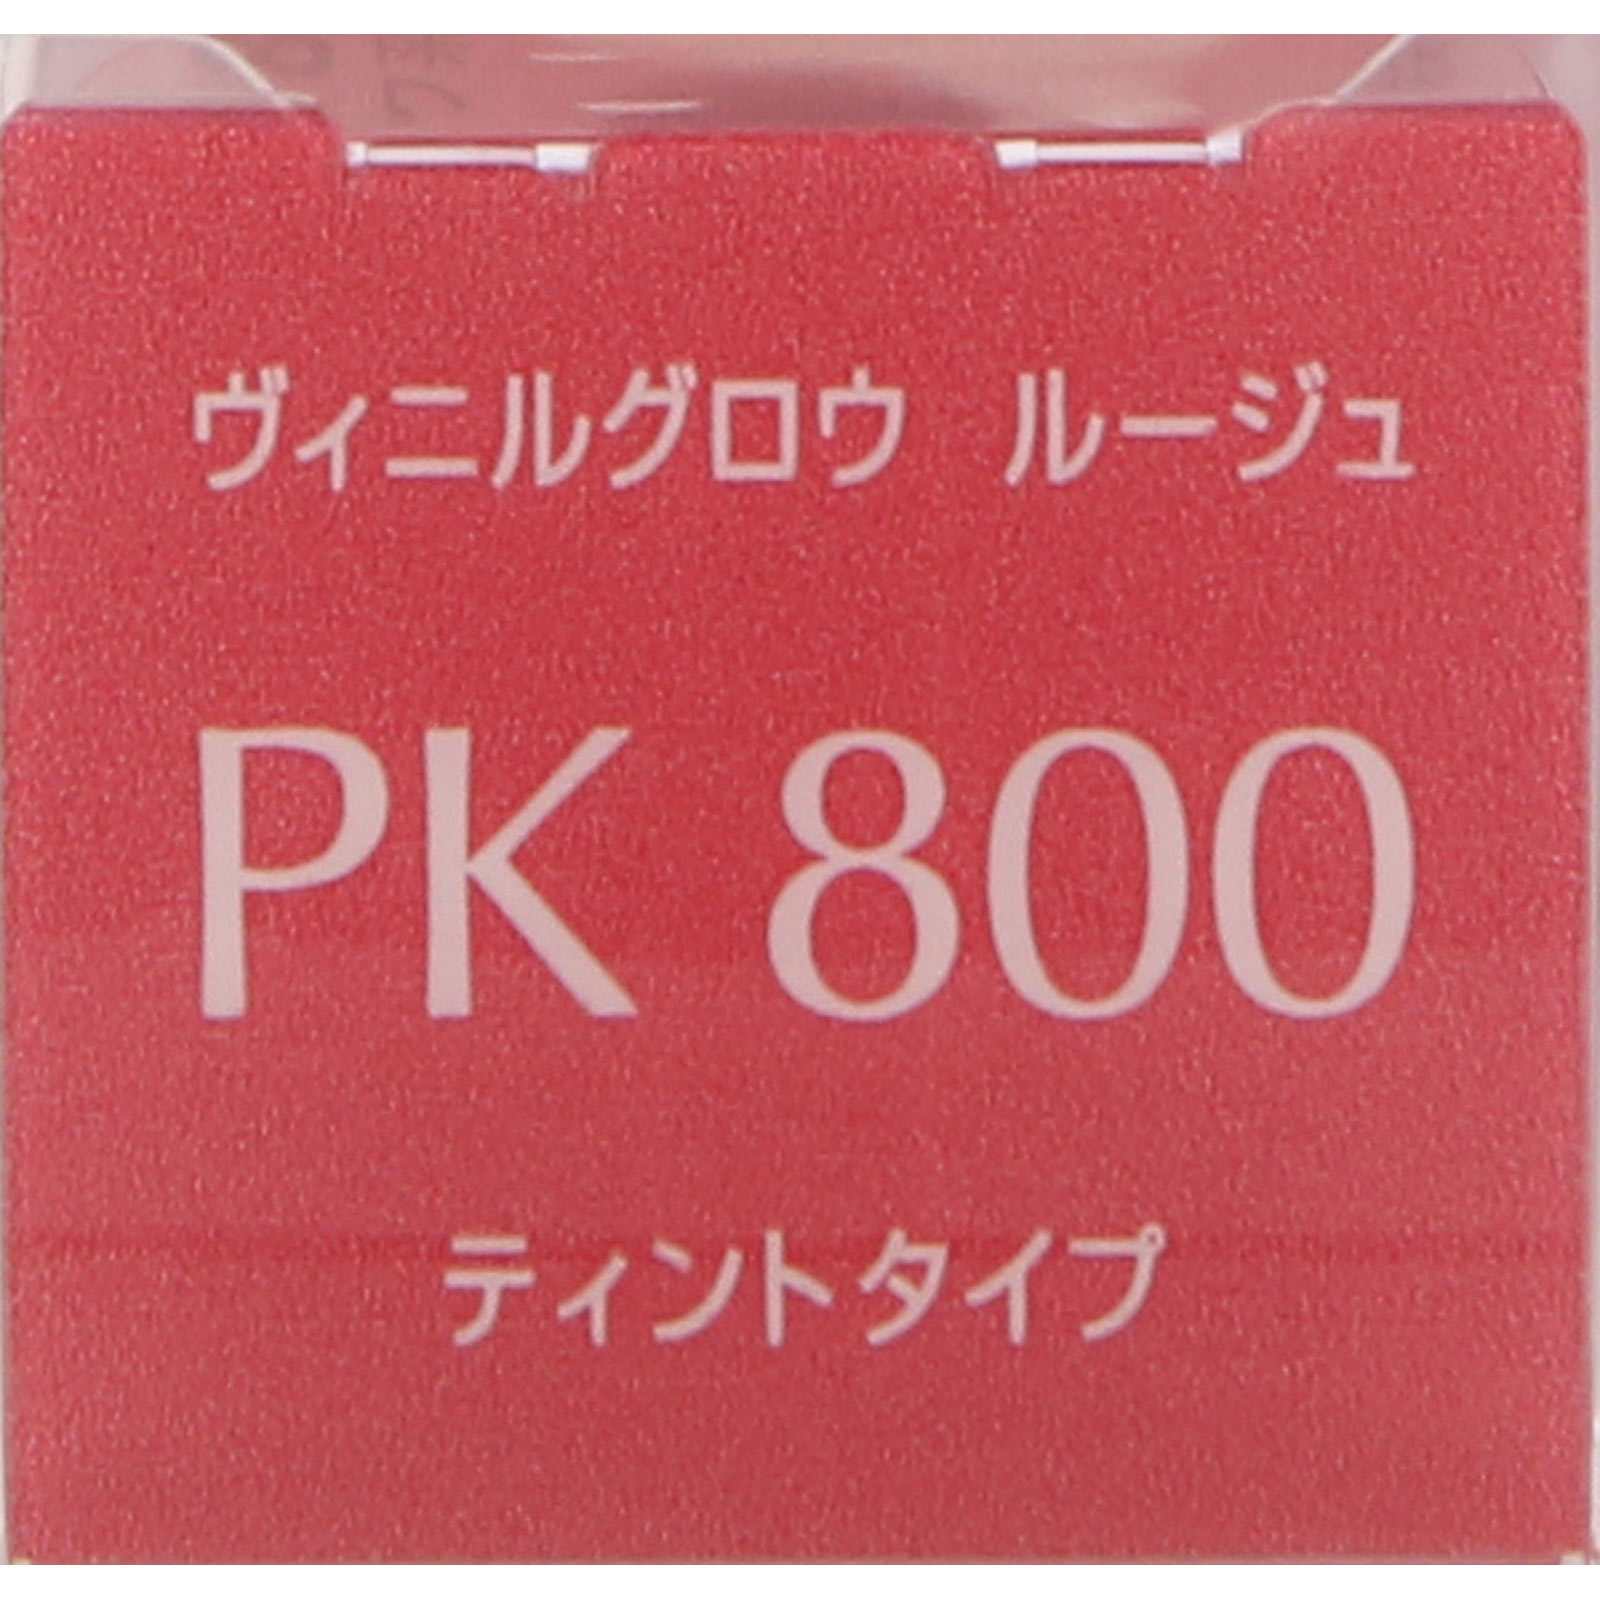 ヴィニルグロウ ルージュ
PK 800
ティントタイプ